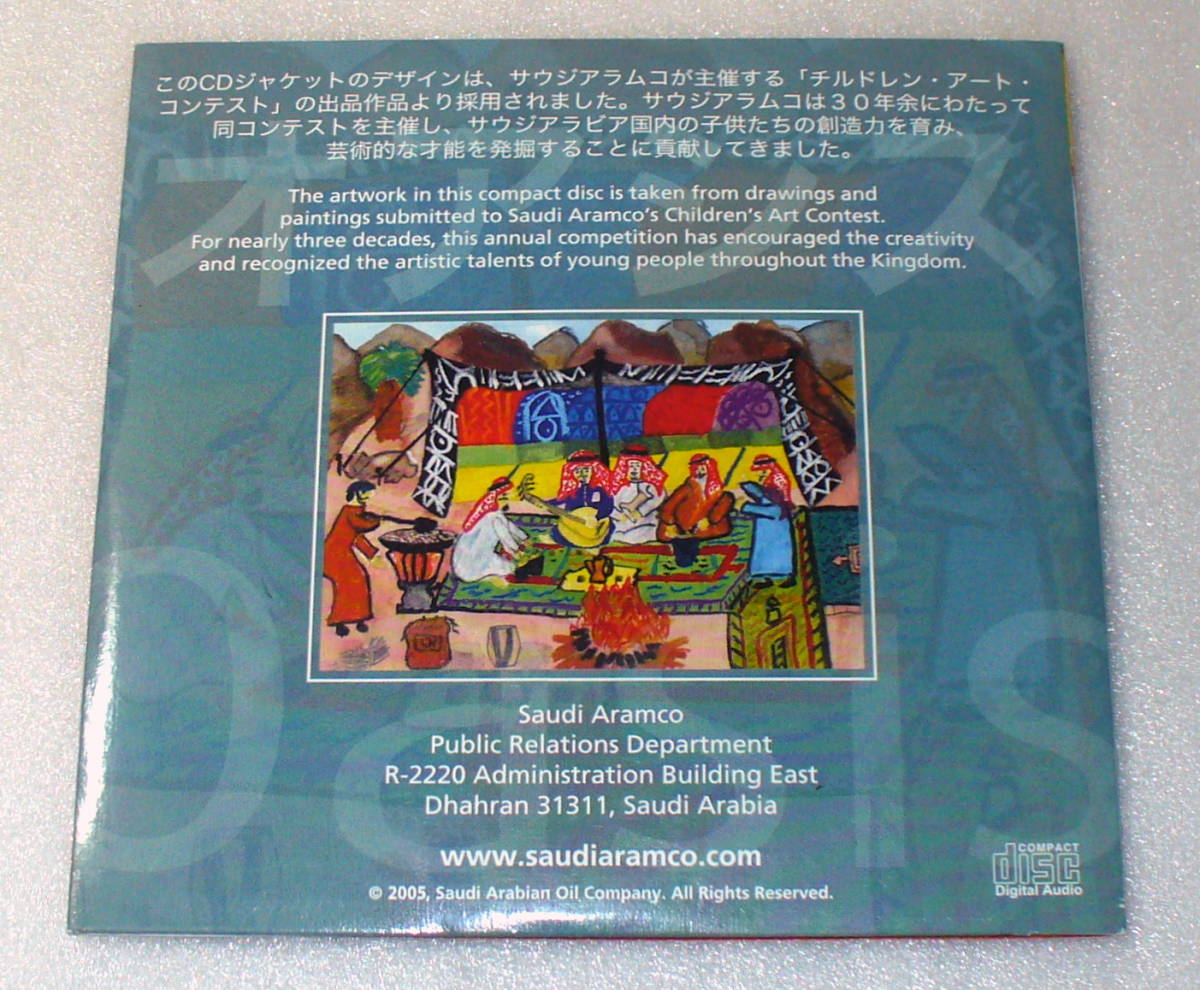 このCDジャケットのデザインは、サウジアラムコが主催する「チルドレン・アート・
コンテスト」の出品作品より採用されました。サウジアラムコは３０年余にわたって
同コンテストを主催し、サウジアラビア国内の子供たちの創造力を育み、
芸術的な才能を発掘することに貢献してきました。
オアシス
The artwork in this compact disc is taken from drawings and
paintings submitted to Saudi Aramco's Children's Art Contest.
For nearly three decades, this annual competition has encouraged the creativity
and recognized the artistic talents of young people throughout the Kingdom.
Oasis
Saudi Aramco
Public Relations Department
R-2220 Administration Building East
Dhahran 31311, Saudi Arabia
www.saudiaramco.com
© 2005, Saudi Arabian Oil Company. All Rights Reserved.
COMPACT
disc
Digital Audio